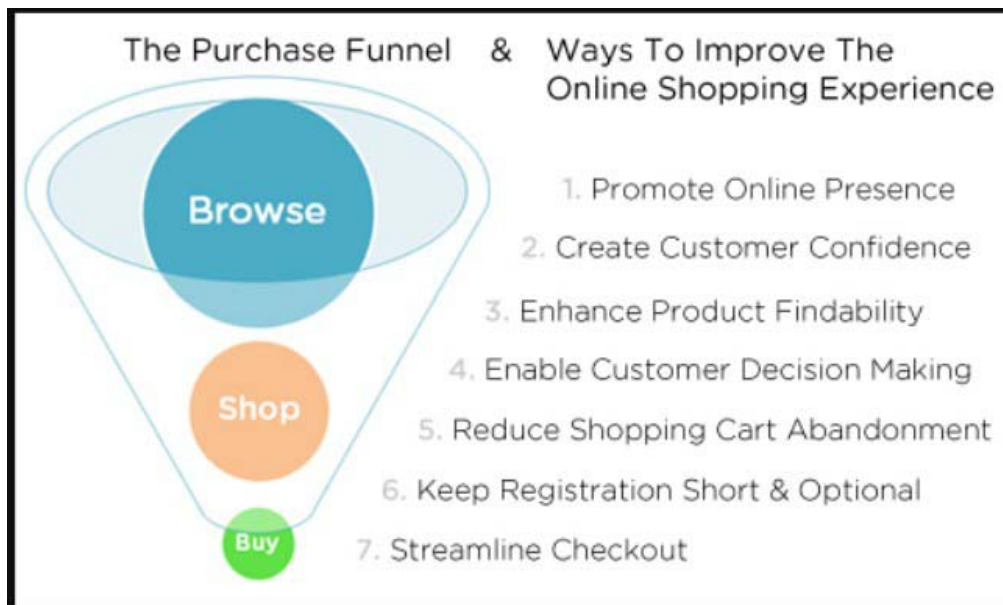 The Purchase Funnel & Ways To Improve The
Online Shopping Experience
Browse
1. Promote Online Presence
2. Create Customer Confidence
3. Enhance Product Findability
4. Enable Customer Decision Making
Shop
5. Reduce Shopping Cart Abandonment
6. Keep Registration Short & Optional
Buy
7. Streamline Checkout